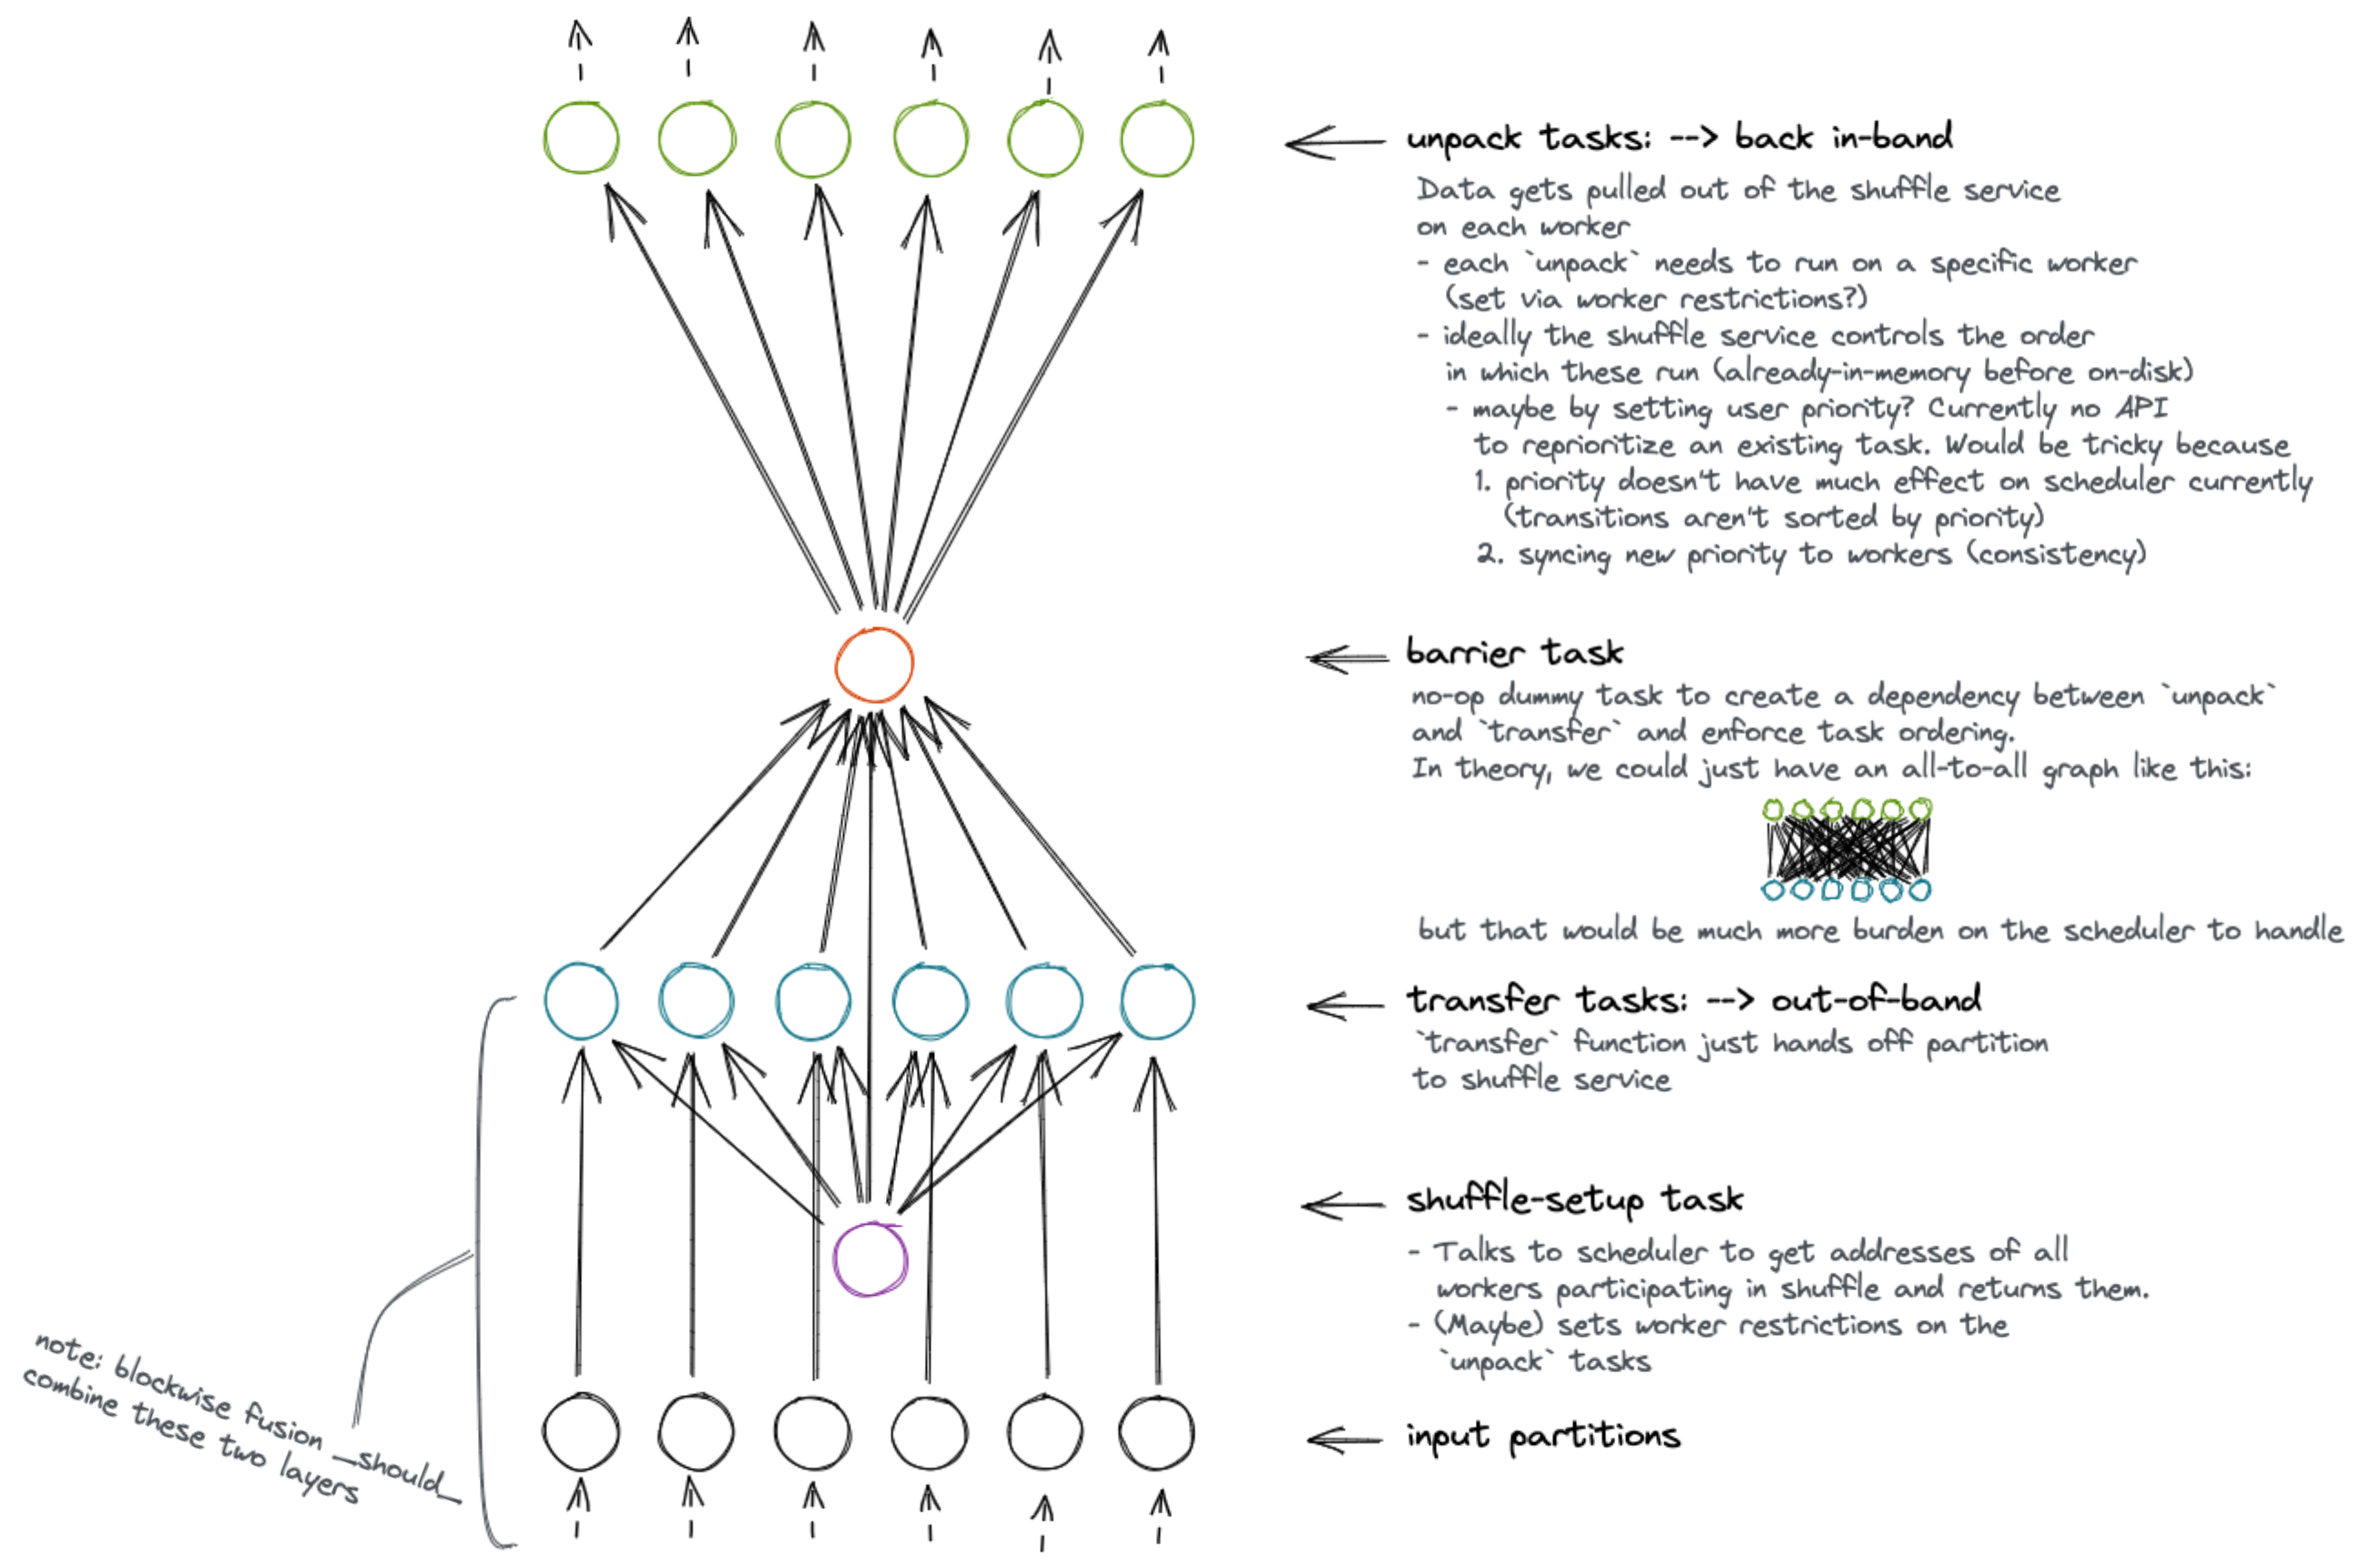 unpack tasks: --> back in-band
Data gets pulled out of the shuffle service
on each worker
- each `unpack` needs to run on a specific worker
(set via worker restrictions?)
- ideally the shuffle service controls the order
in which these run (already-in-memory before on-disk)
- maybe by setting user priority? Currently no API
to reprioritize an existing task. Would be tricky because
1. priority doesn't have much effect on scheduler currently
(transitions aren't sorted by priority)
2. syncing new priority to workers (consistency)
barrier task
no-op dummy task to create a dependency between `unpack`
and `transfer` and enforce task ordering.
In theory, we could just have an all-to-all graph like this:
but that would be much more burden on the scheduler to handle
transfer tasks: --> out-of-band
`transfer` function just hands off partition
to shuffle service
shuffle-setup task
- Talks to scheduler to get addresses of all
workers participating in shuffle and returns them.
- (Maybe) sets worker restrictions on the
`unpack` tasks
input partitions
note: blockwise fusion _should_
combine these two layers